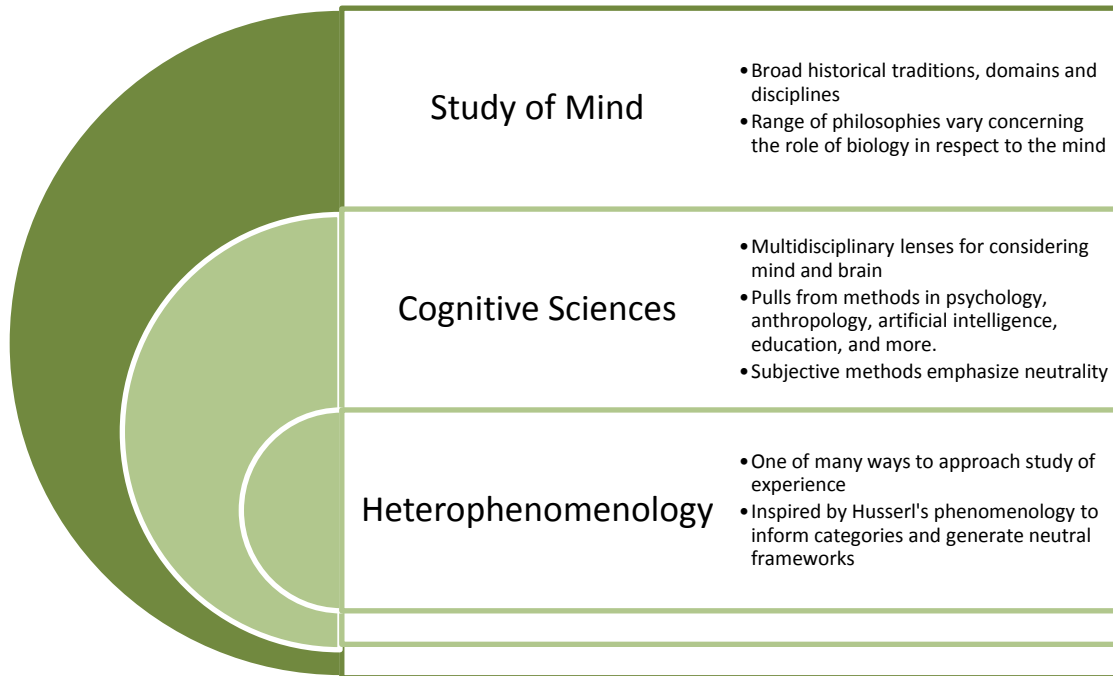 Study of Mind
•Broad historical traditions, domains and
disciplines
•Range of philosophies vary concerning
the role of biology in respect to the mind
Cognitive Sciences
•Multidisciplinary lenses for considering
mind and brain
•Pulls from methods in psychology,
anthropology, artificial intelligence,
education, and more.
•Subjective methods emphasize neutrality
Heterophenomenology
•One of many ways to approach study of
experience
•Inspired by Husserl's phenomenology to
inform categories and generate neutral
frameworks